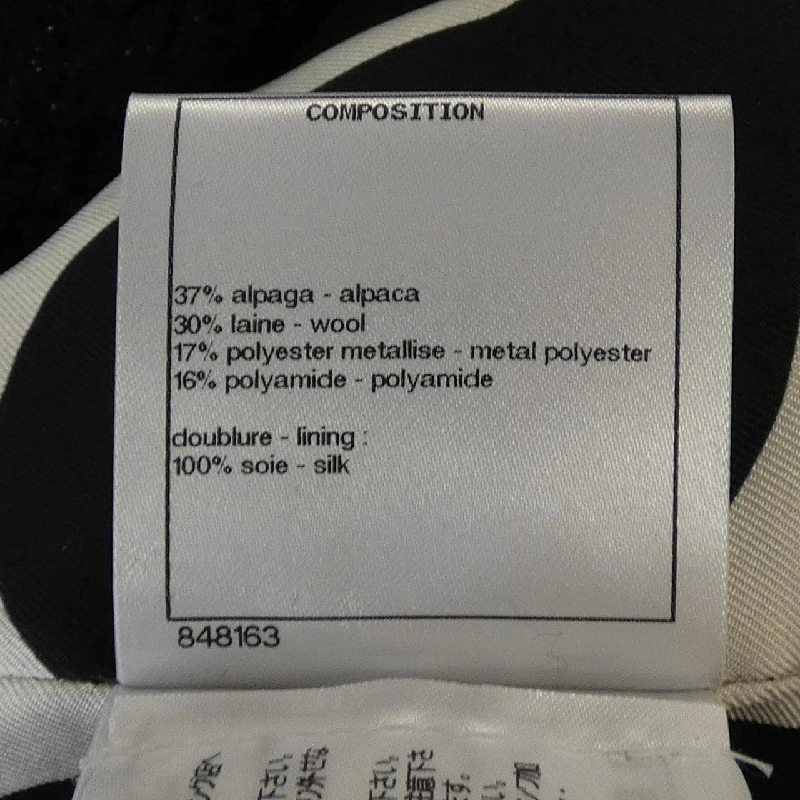 COMPOSITION
37% alpaga - alpaca
30% laine - wool
17% polyester metallise - metal polyester
16% polyamide - polyamide
doublure - lining :
100% soie - silk
848163